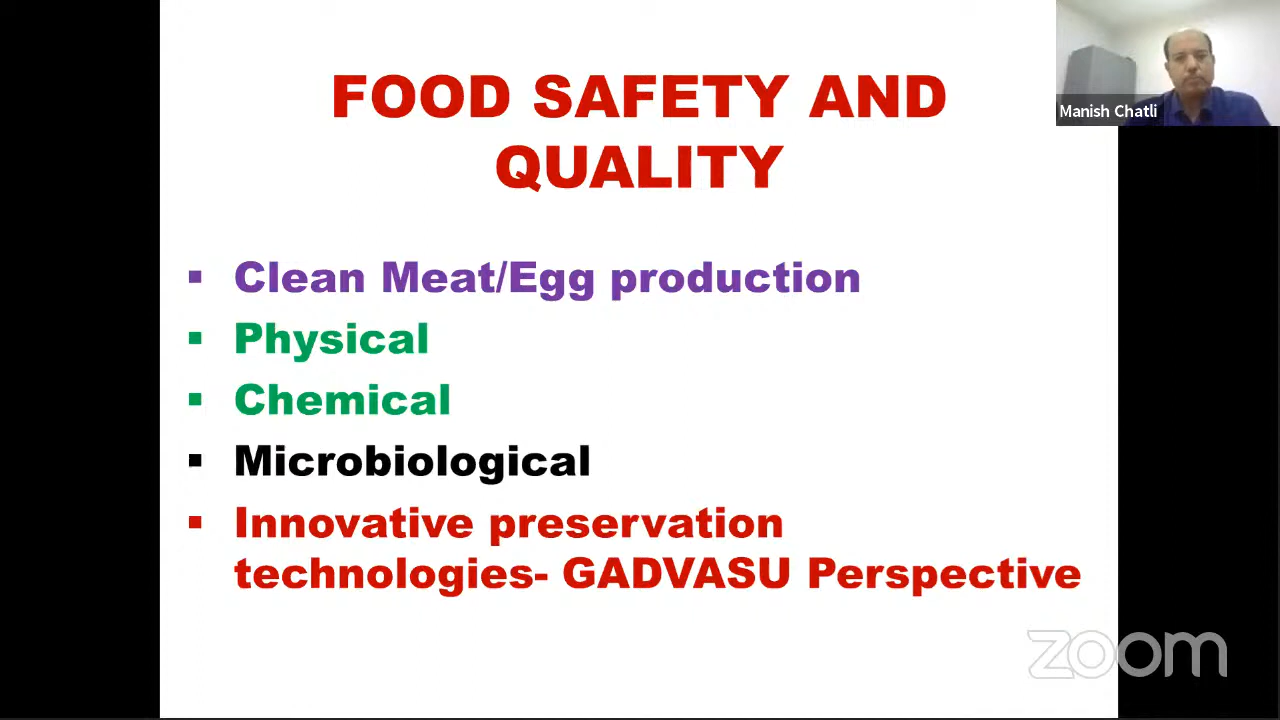 FOOD SAFETY AND
QUALITY
Manish Chatli
▪ Clean Meat/Egg production
▪ Physical
▪ Chemical
▪ Microbiological
▪ Innovative preservation
technologies- GADVASU Perspective
zoom